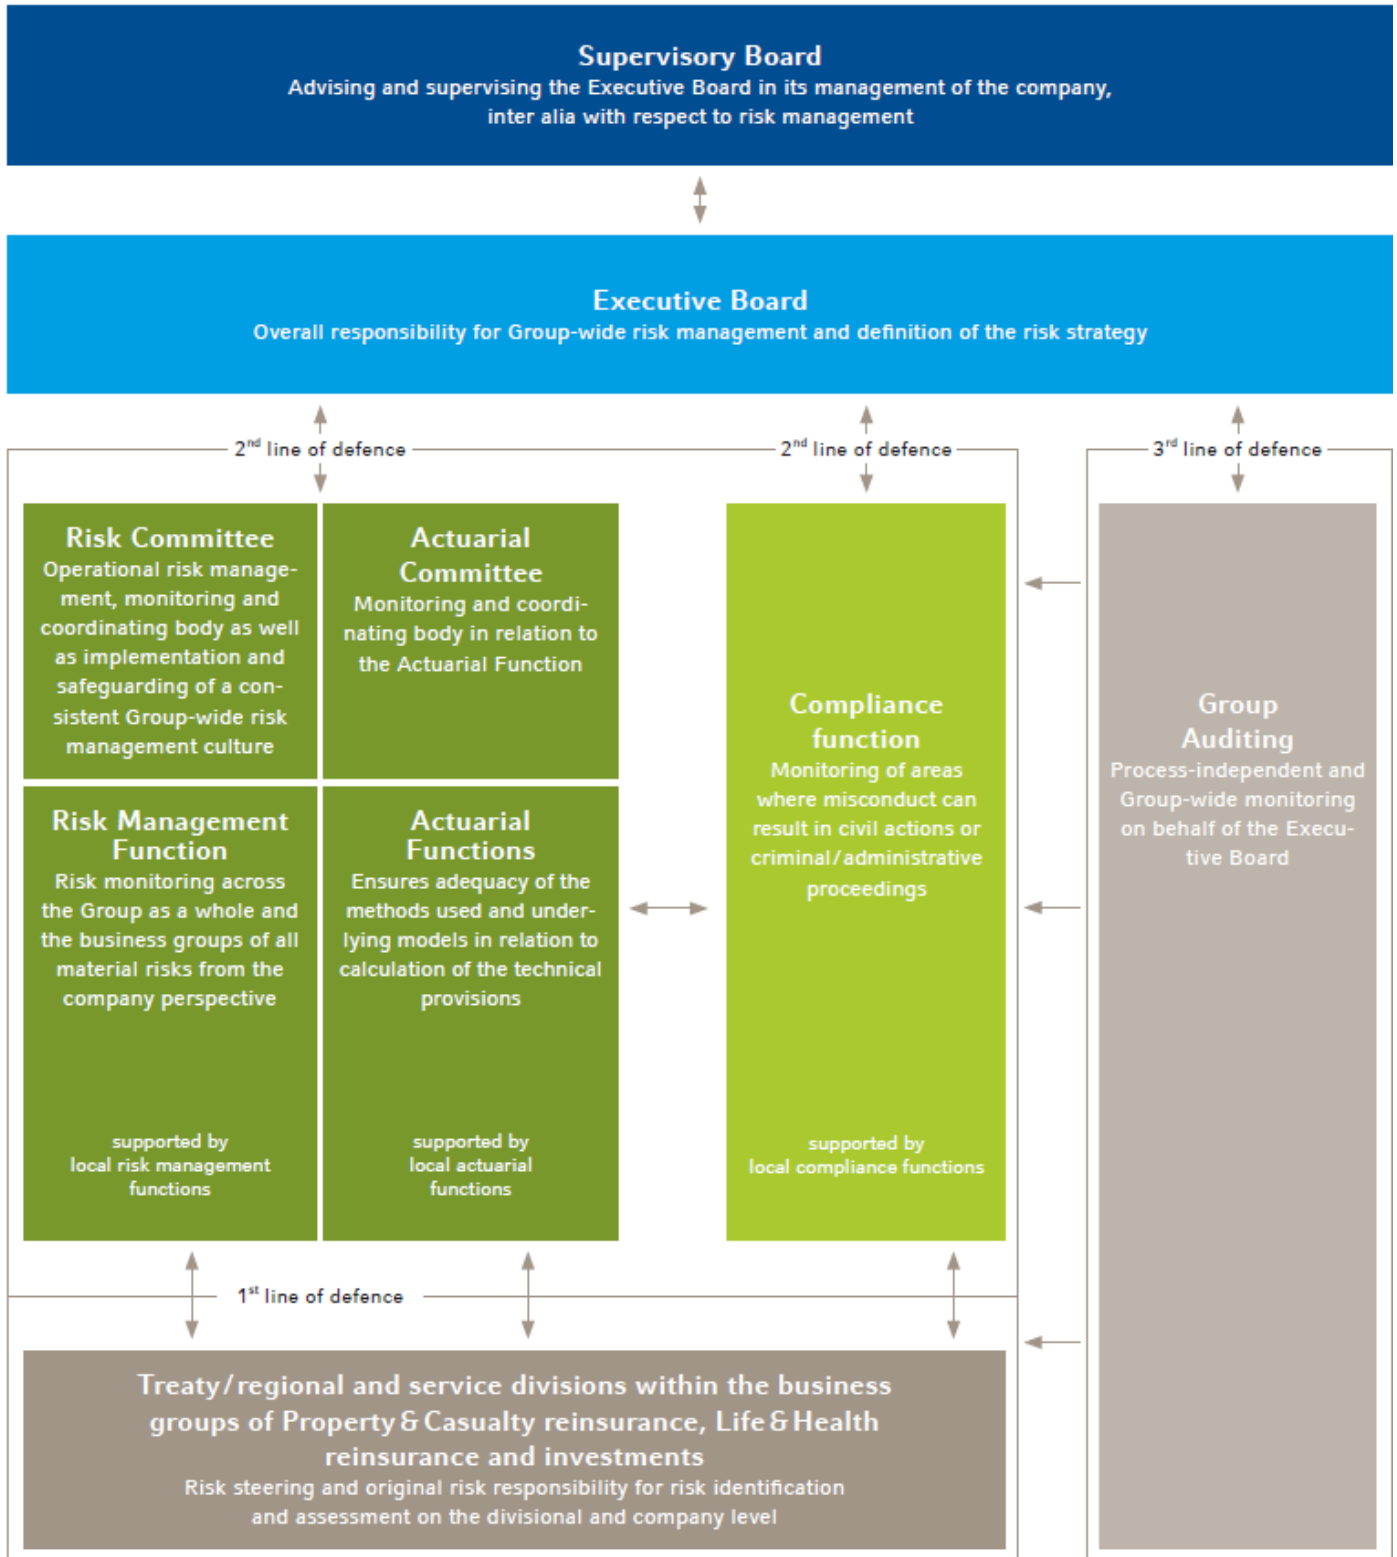 Supervisory Board
Advising and supervising the Executive Board in its management of the company,
inter alia with respect to risk management
Executive Board
Overall responsibility for Group-wide risk management and definition of the risk strategy
2nd line of defence
2nd line of defence
3rd line of defence
Risk Committee
Operational risk manage-
ment, monitoring and
coordinating body as well
as implementation and
safeguarding of a con-
sistent Group-wide risk
management culture
Actuarial
Committee
Monitoring and coordi-
nating body in relation to
the Actuarial Function
Risk Management
Function
Risk monitoring across
the Group as a whole and
the business groups of all
material risks from the
company perspective
supported by
local risk management
functions
Actuarial
Functions
Ensures adequacy of the
methods used and under-
lying models in relation to
calculation of the technical
provisions
supported by
local actuarial
functions
Compliance
function
Monitoring of areas
where misconduct can
result in civil actions or
criminal/administrative
proceedings
supported by
local compliance functions
Group
Auditing
Process-independent and
Group-wide monitoring
on behalf of the Execu-
tive Board
1st line of defence
Treaty/regional and service divisions within the business
groups of Property & Casualty reinsurance, Life & Health
reinsurance and investments
Risk steering and original risk responsibility for risk identification
and assessment on the divisional and company level